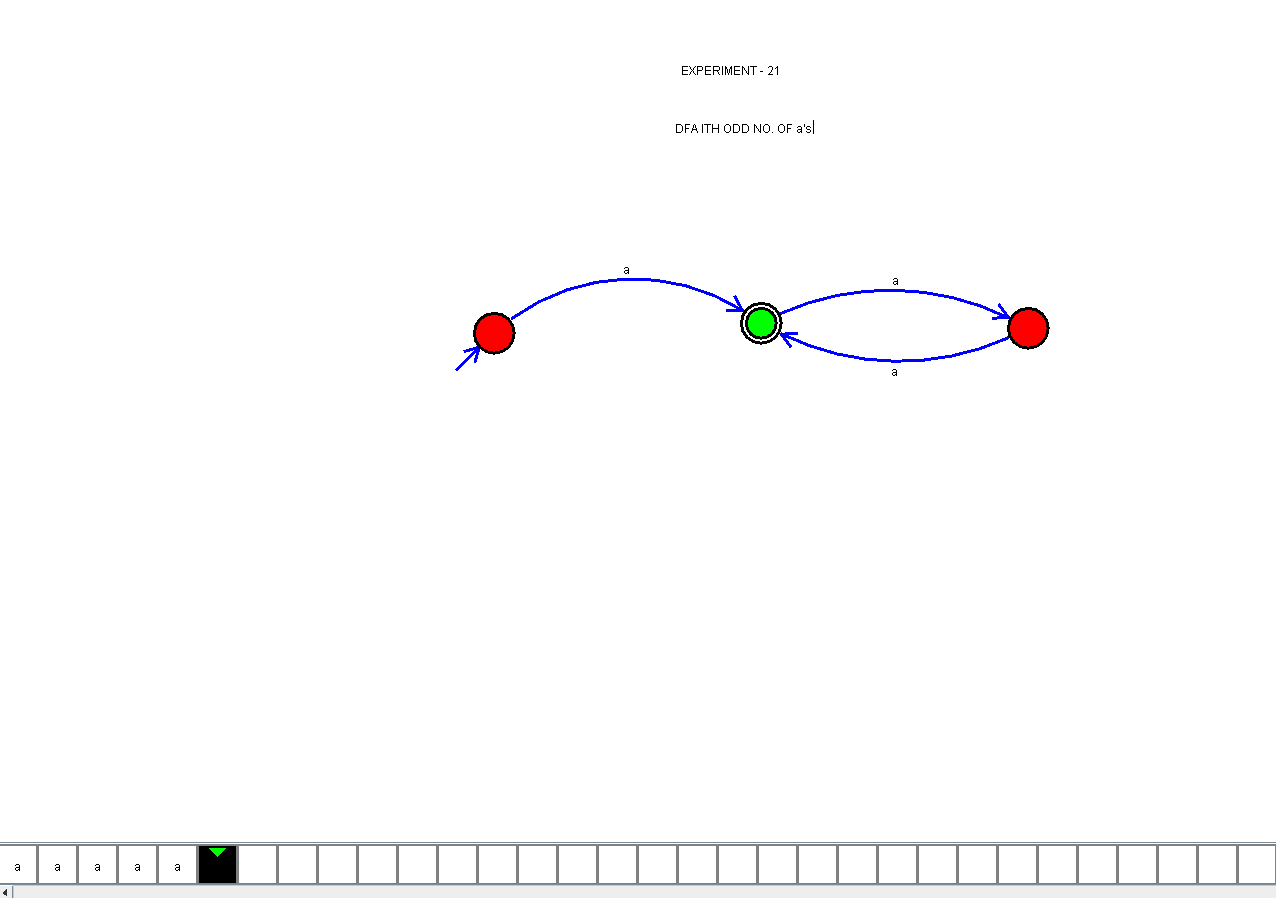 EXPERIMENT - 21
DFA ITH ODD NO. OF a's
a
a
a
a a a a a